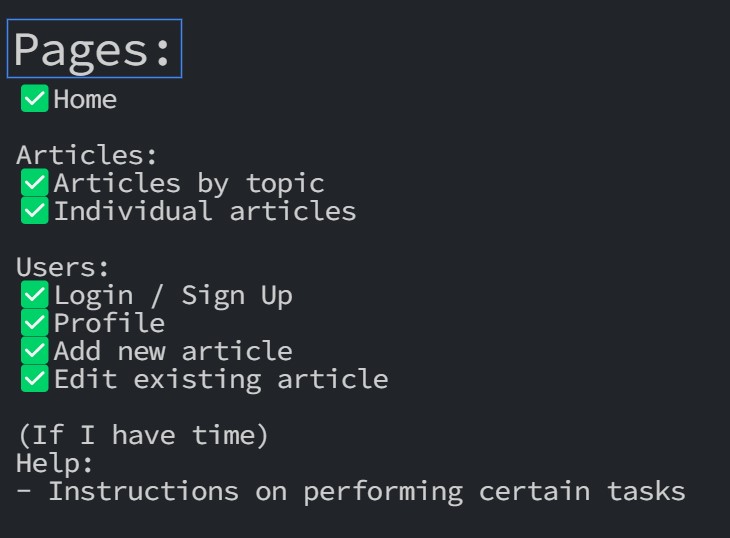 Pages:
✅Home
Articles:
✅Articles by topic
✅Individual articles
Users:
✅Login / Sign Up
✅Profile
✅Add new article
✅Edit existing article
(If I have time)
Help:
- Instructions on performing certain tasks